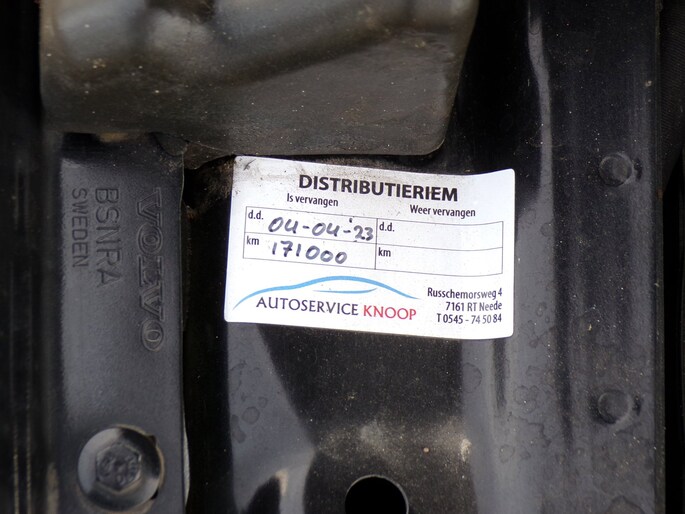 DISTRIBUTIERIEM
Is vervangen
Weer vervangen
d.d. 04-04-'23 d.d.
km 171000 km
AUTOSERVICE KNOOP
Russchemorsweg 4
7161 RT Neede
T 0545 - 74 50 84
VOLVO
BSNRA
SWEDEN